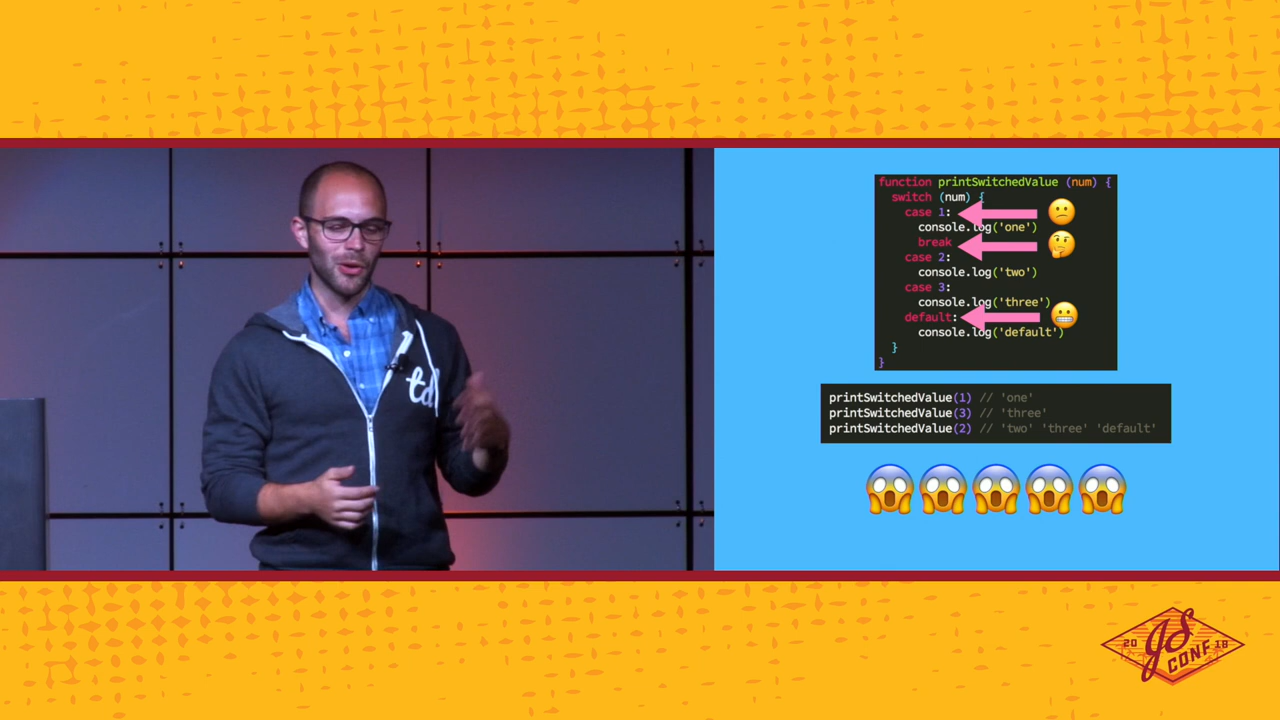 td
function printSwitchedValue (num) {
switch (num) {
case 1:
console.log('one')
break
case 2:
console.log('two')
case 3:
console.log('three')
default:
console.log('default')
}
}
printSwitchedValue(1) // 'one'
printSwitchedValue(3) // 'three'
printSwitchedValue(2) // 'two' 'three' 'default'
20 JS 18
CONF